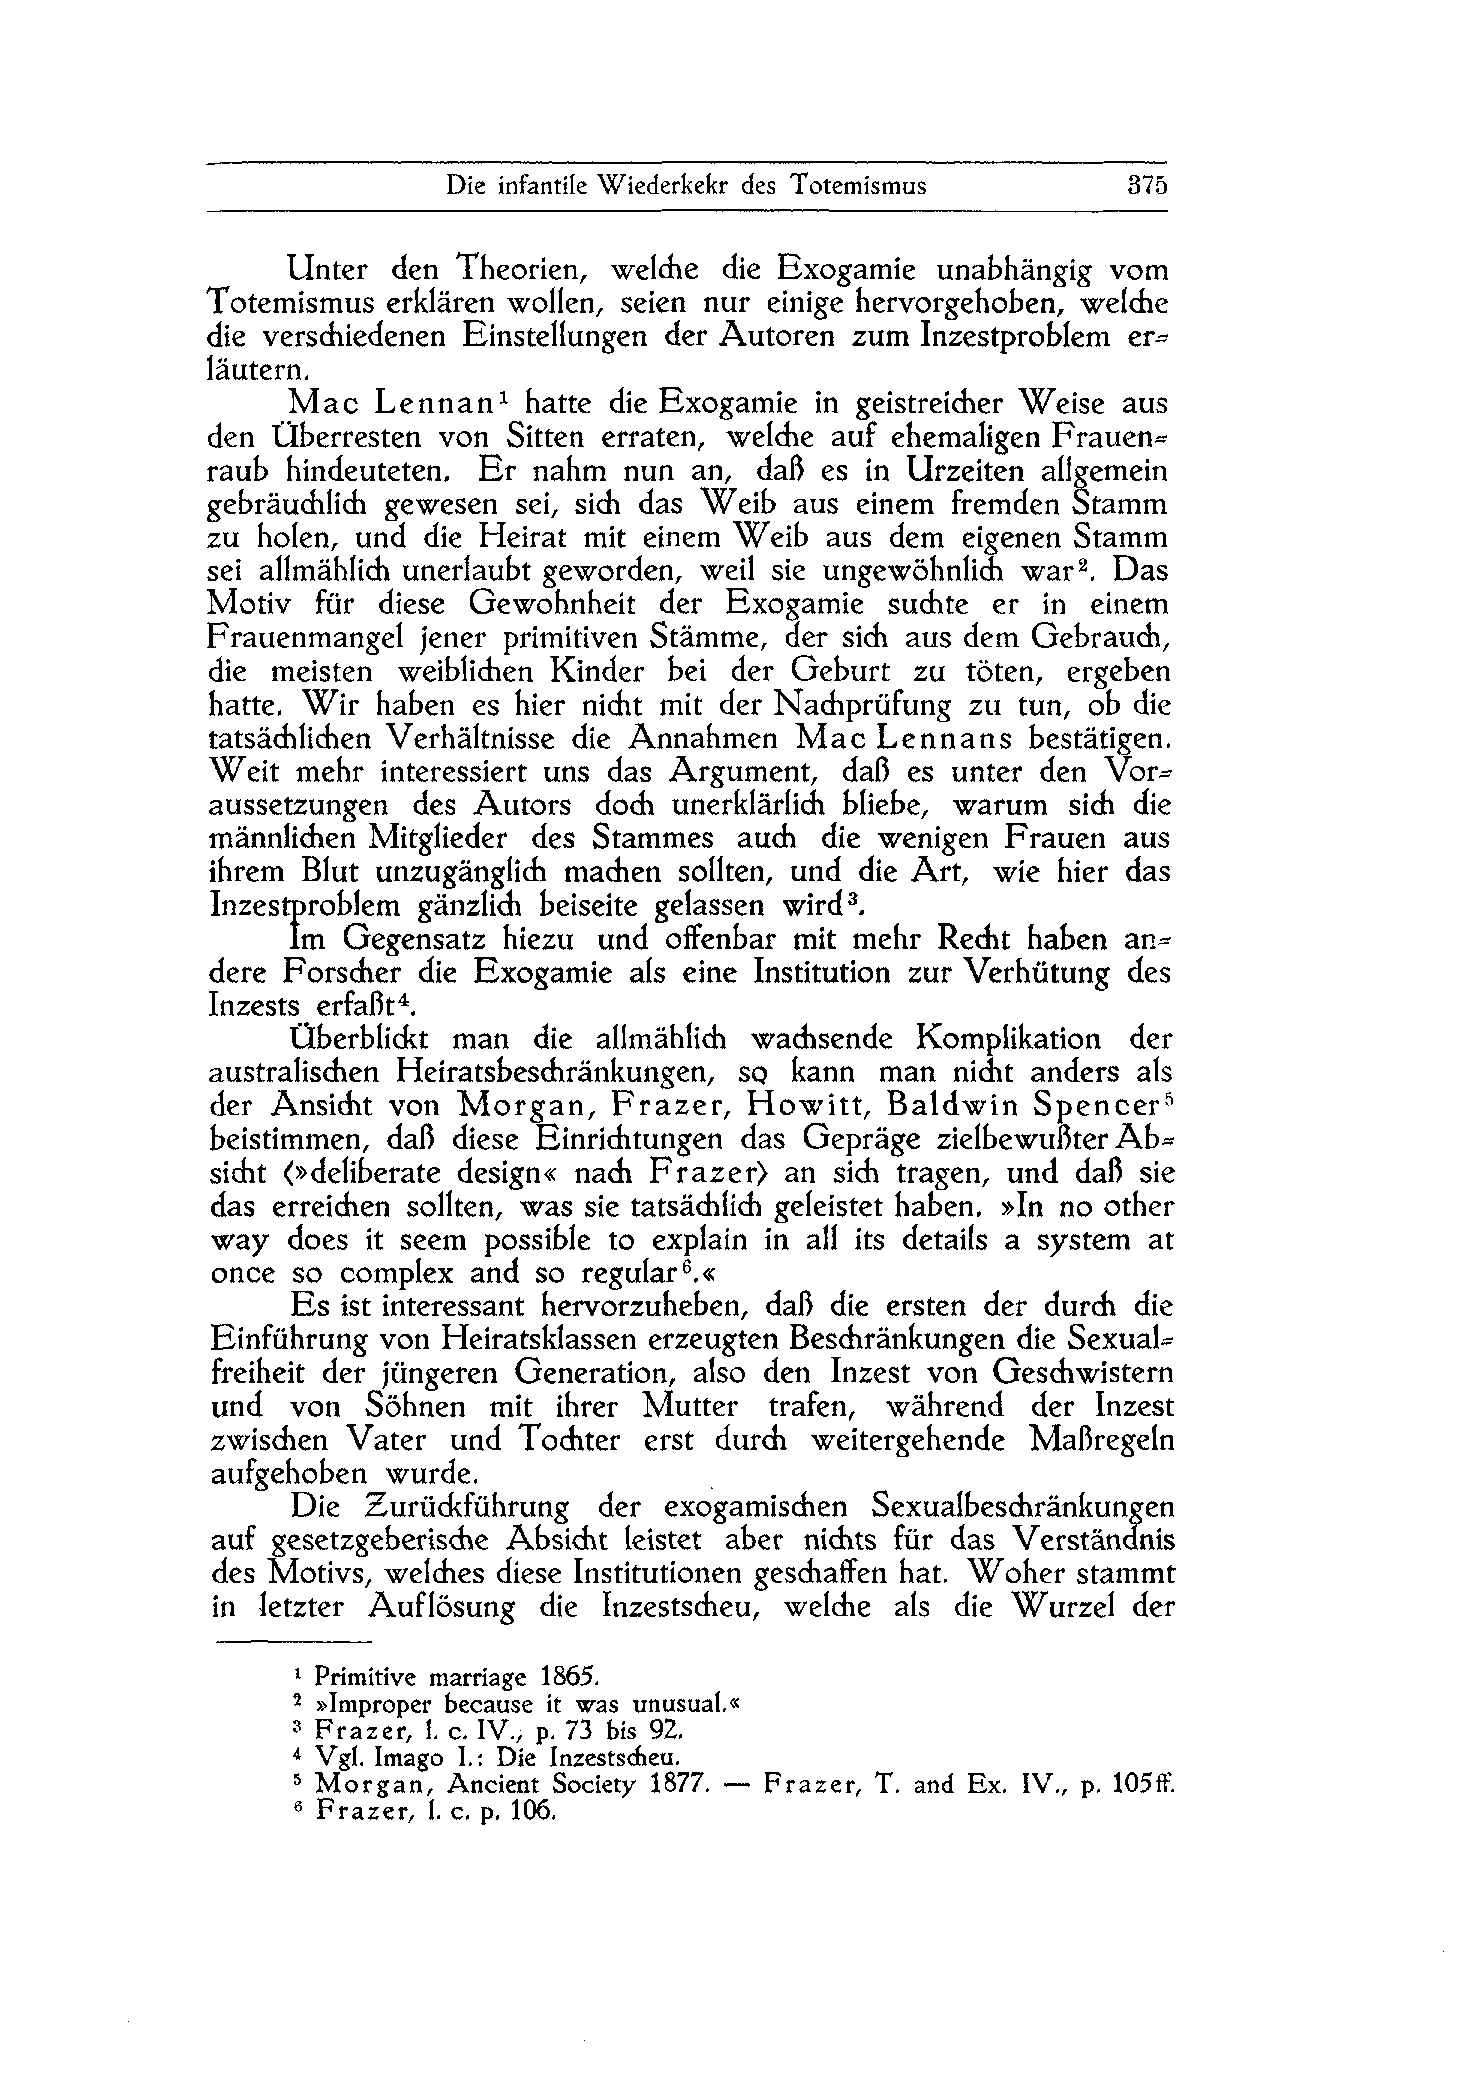 Die infantile Wiederkekr des Totemismus 375
Unter den Theorien, welche die Exogamie unabhängig vom
Totemismus erklären wollen, seien nur einige hervorgehoben, welche
die verschiedenen Einstellungen der Autoren zum Inzestproblem er-
läutern.
Mac Lennan¹ hatte die Exogamie in geistreicher Weise aus
den Überresten von Sitten erraten, welche auf ehemaligen Frauen-
raub hindeuteten. Er nahm nun an, daß es in Urzeiten allgemein
gebräuchlich gewesen sei, sich das Weib aus einem fremden Stamm
zu holen, und die Heirat mit einem Weib aus dem eigenen Stamm
sei allmählich unerlaubt geworden, weil sie ungewöhnlich war². Das
Motiv für diese Gewohnheit der Exogamie suchte er in einem
Frauenmangel jener primitiven Stämme, der sich aus dem Gebrauch,
die meisten weiblichen Kinder bei der Geburt zu töten, ergeben
hatte. Wir haben es hier nicht mit der Nachprüfung zu tun, ob die
tatsächlichen Verhältnisse die Annahmen Mac Lennans bestätigen.
Weit mehr interessiert uns das Argument, daß es unter den Vor-
aussetzungen des Autors doch unerklärlich bliebe, warum sich die
männlichen Mitglieder des Stammes auch die wenigen Frauen aus
ihrem Blut unzugänglich machen sollten, und die Art, wie hier das
Inzestproblem gänzlich beiseite gelassen wird³.
Im Gegensatz hiezu und offenbar mit mehr Recht haben an-
dere Forscher die Exogamie als eine Institution zur Verhütung des
Inzests erfaßt⁴.
Überblickt man die allmählich wachsende Komplikation der
australischen Heiratsbeschränkungen, so kann man nicht anders als
der Ansicht von Morgan, Frazer, Howitt, Baldwin Spencer⁵
beistimmen, daß diese Einrichtungen das Gepräge zielbewußter Ab-
sicht (»deliberate design« nach Frazer) an sich tragen, und daß sie
das erreichen sollten, was sie tatsächlich geleistet haben. »In no other
way does it seem possible to explain in all its details a system at
once so complex and so regular⁶.«
Es ist interessant hervorzuheben, daß die ersten der durch die
Einführung von Heiratsklassen erzeugten Beschränkungen die Sexual-
freiheit der jüngeren Generation, also den Inzest von Geschwistern
und von Söhnen mit ihrer Mutter trafen, während der Inzest
zwischen Vater und Tochter erst durch weitergehende Maßregeln
aufgehoben wurde.
Die Zurückführung der exogamischen Sexualbeschränkungen
auf gesetzgeberische Absicht leistet aber nichts für das Verständnis
des Motivs, welches diese Institutionen geschaffen hat. Woher stammt
in letzter Auflösung die Inzestscheu, welche als die Wurzel der
¹ Primitive marriage 1865.
² »Improper because it was unusual.«
³ Frazer, l. c. IV., p. 73 bis 92.
⁴ Vgl. Imago I.: Die Inzestscheu.
⁵ Morgan, Ancient Society 1877. — Frazer, T. and Ex. IV., p. 105ff.
⁶ Frazer, l. c. p. 106.